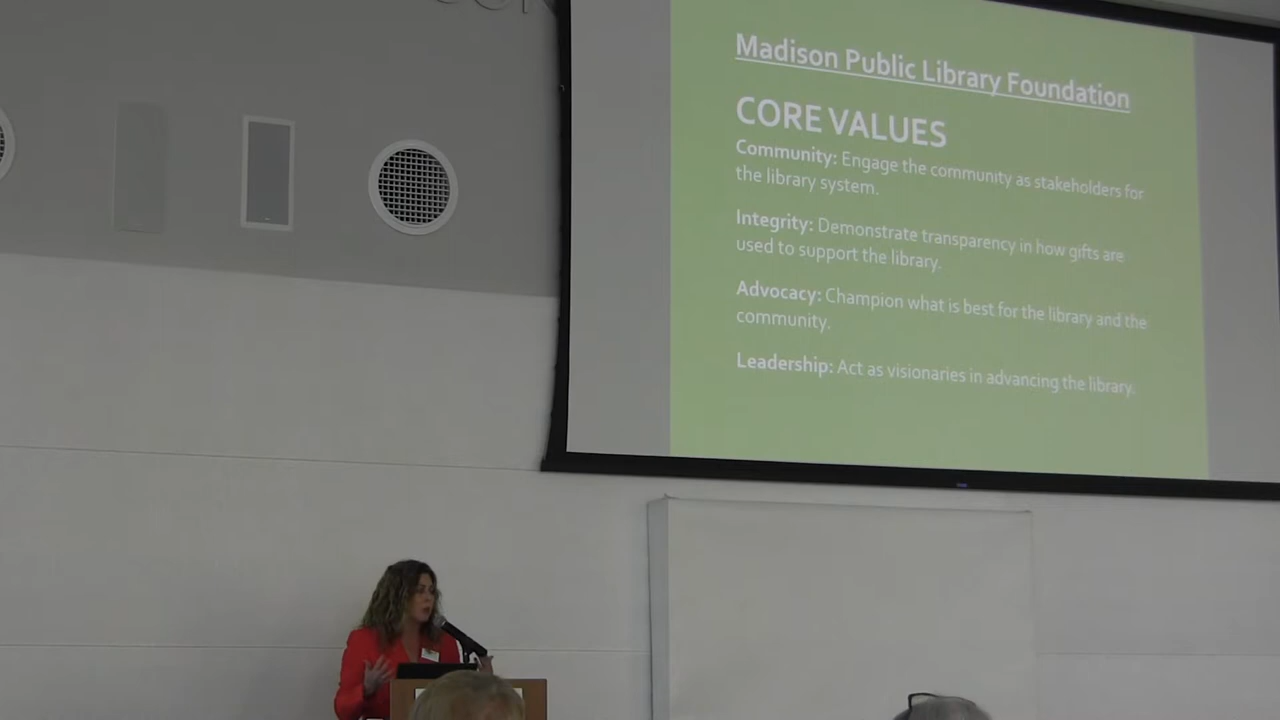 Madison Public Library Foundation
CORE VALUES
Community: Engage the community as stakeholders for
the library system.
Integrity: Demonstrate transparency in how gifts are
used to support the library.
Advocacy: Champion what is best for the library and the
community.
Leadership: Act as visionaries in advancing the library.